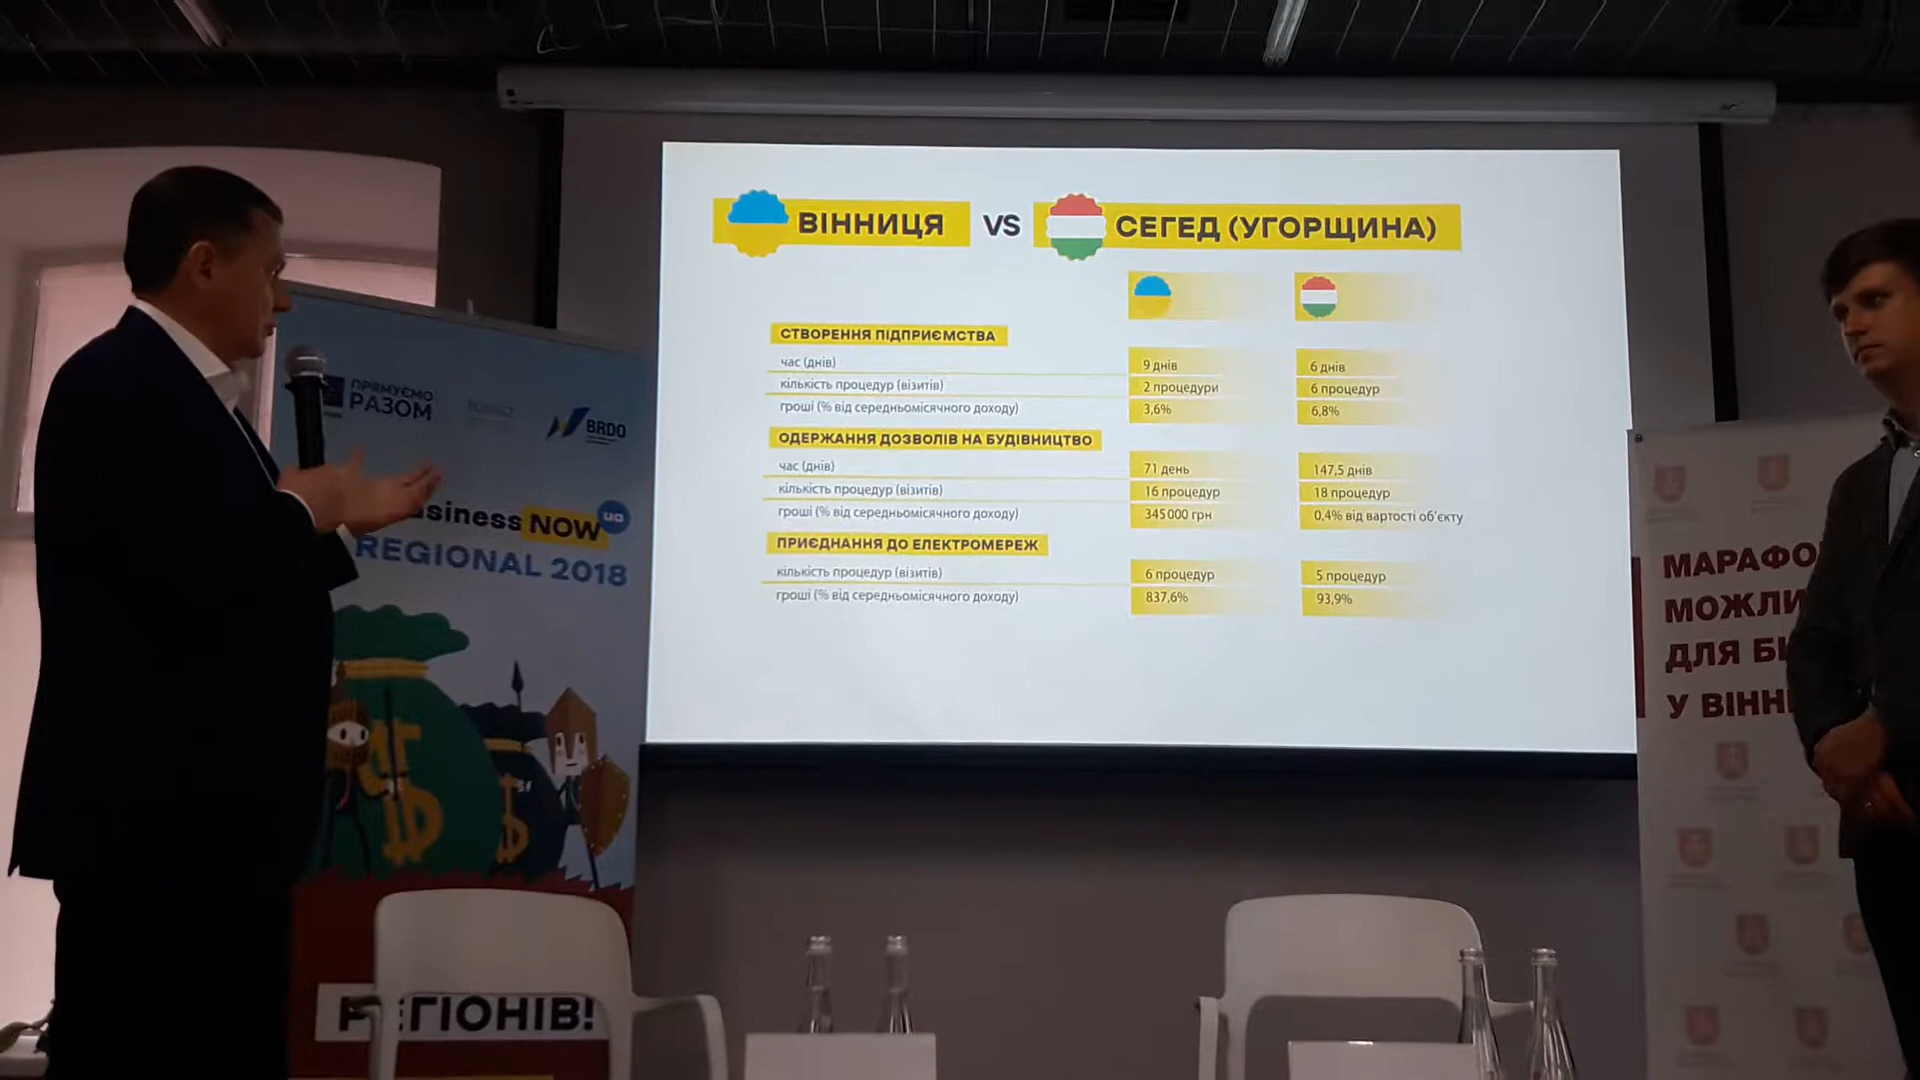 ВІННИЦЯ VS СЕГЕД (УГОРЩИНА)
СТВОРЕННЯ ПІДПРИЄМСТВА
час (днів) 9 днів 6 днів
кількість процедур (візитів) 2 процедури 6 процедур
гроші (% від середньомісячного доходу) 3,6% 6,8%
ОДЕРЖАННЯ ДОЗВОЛІВ НА БУДІВНИЦТВО
час (днів) 71 день 147,5 днів
кількість процедур (візитів) 16 процедур 18 процедур
гроші (% від середньомісячного доходу) 345 000 грн 0,4% від вартості об'єкту
ПРИЄДНАННЯ ДО ЕЛЕКТРОМЕРЕЖ
кількість процедур (візитів) 6 процедур 5 процедур
гроші (% від середньомісячного доходу) 837,6% 93,9%
ПРЯМУЄМО
РАЗОМ
BRDO
siness NOW ua
REGIONAL 2018
РЕГІОНІВ!
МАРАФО
МОЖЛИ
ДЛЯ БІ
У ВІНН